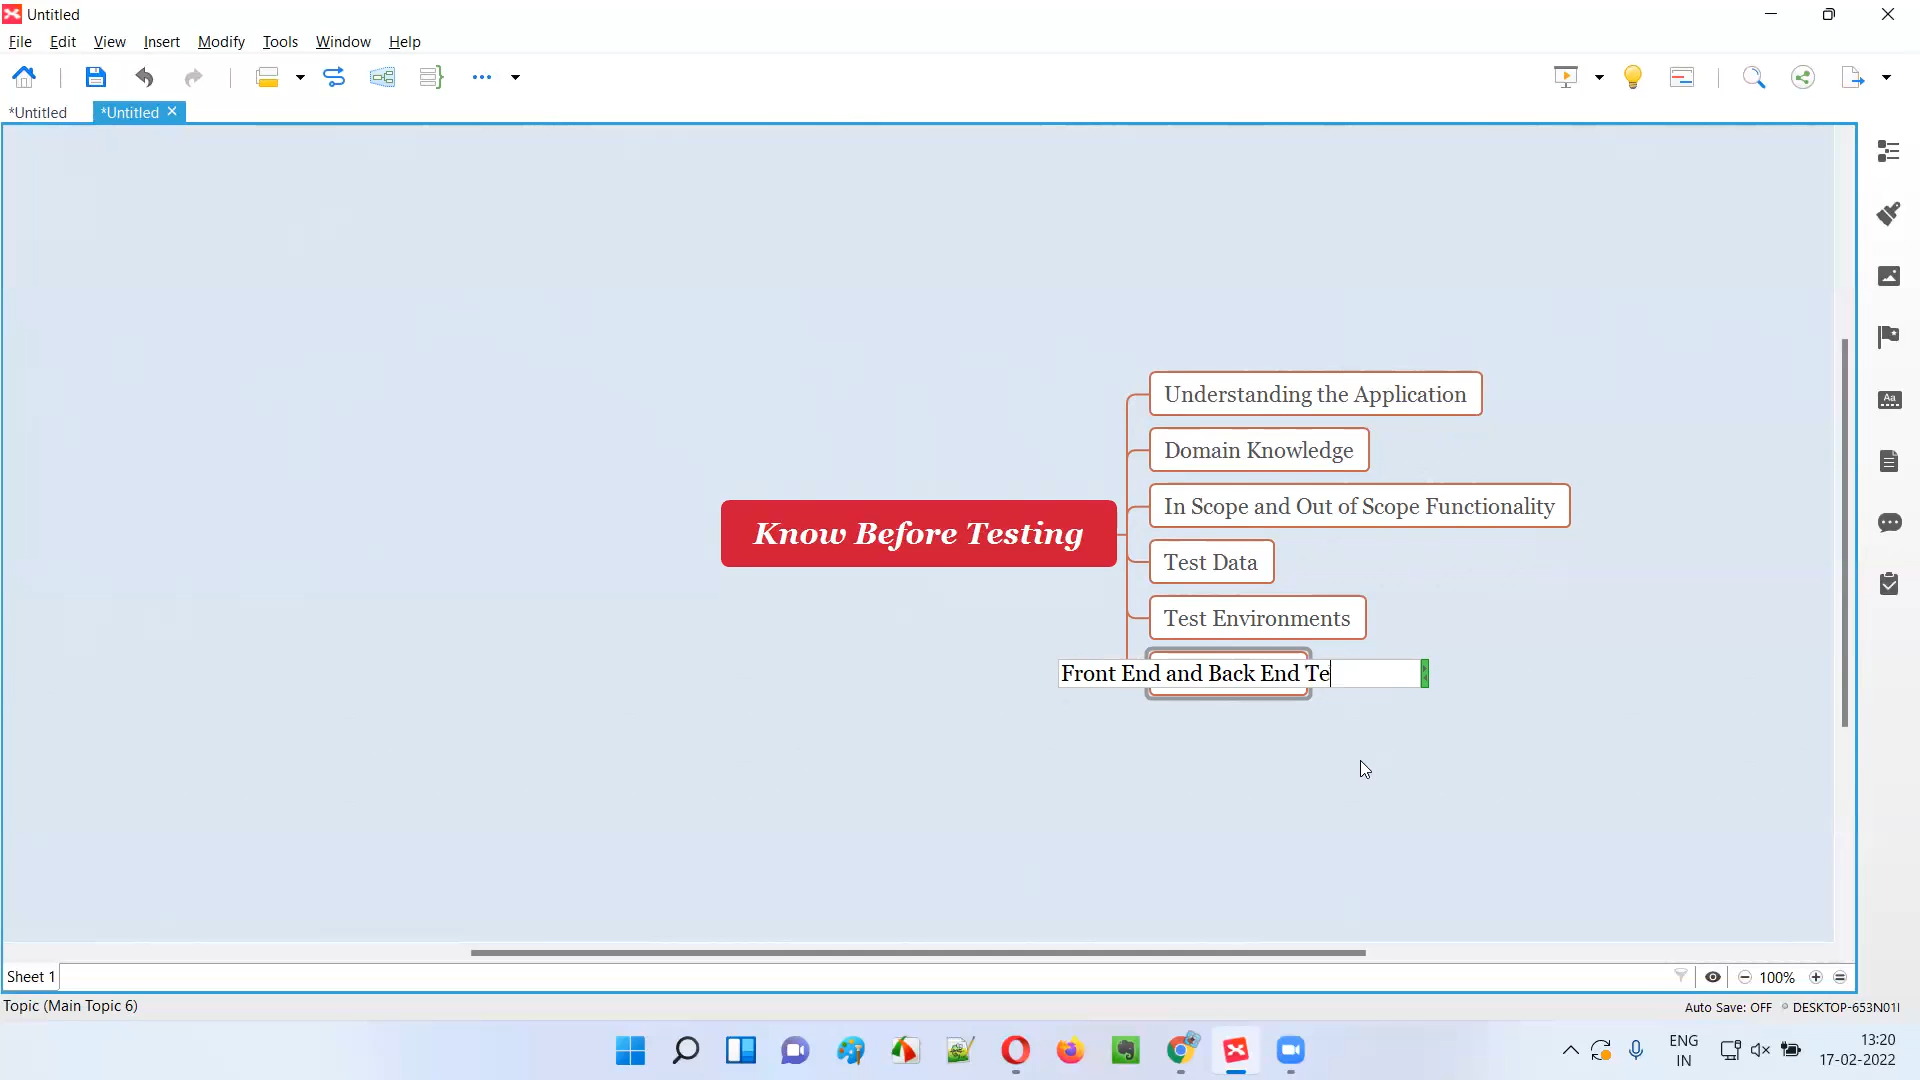 Untitled
File Edit View Insert Modify Tools Window Help
*Untitled *Untitled
Understanding the Application
Domain Knowledge
In Scope and Out of Scope Functionality
Know Before Testing
Test Data
Test Environments
Front End and Back End Te
Aa
Sheet 1
100%
Topic (Main Topic 6)
Auto Save: OFF DESKTOP-653N01I
ENG
IN
13:20
17-02-2022